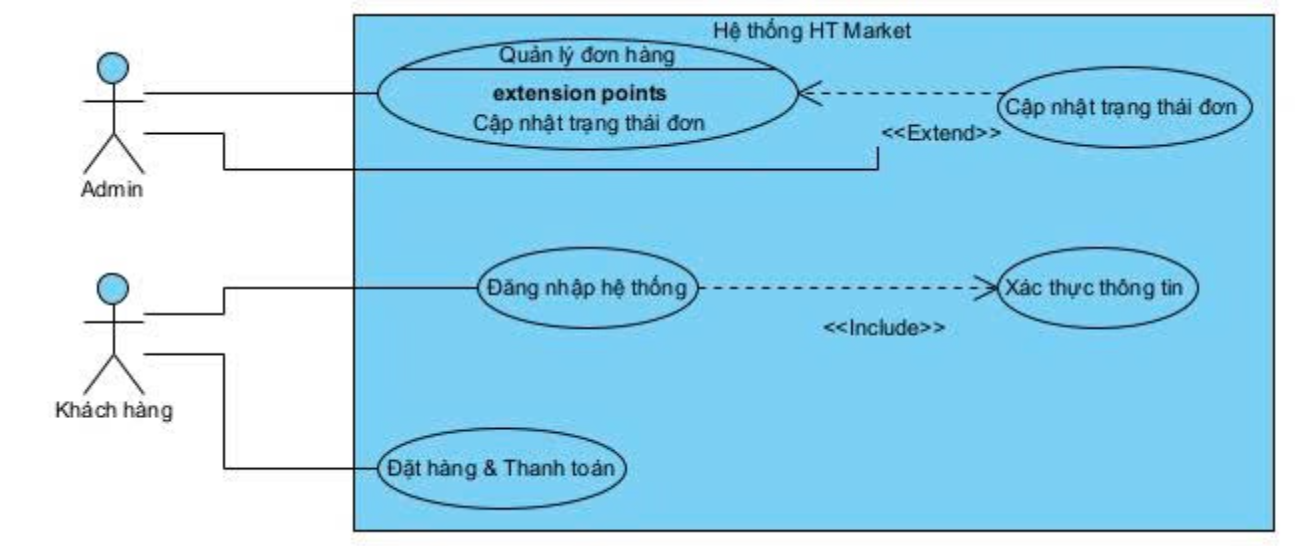 Hệ thống HT Market
Quản lý đơn hàng
extension points
Cập nhật trạng thái đơn
Cập nhật trạng thái đơn
<<Extend>>
Admin
Đăng nhập hệ thống
Xác thực thông tin
<<Include>>
Khách hàng
Đặt hàng & Thanh toán